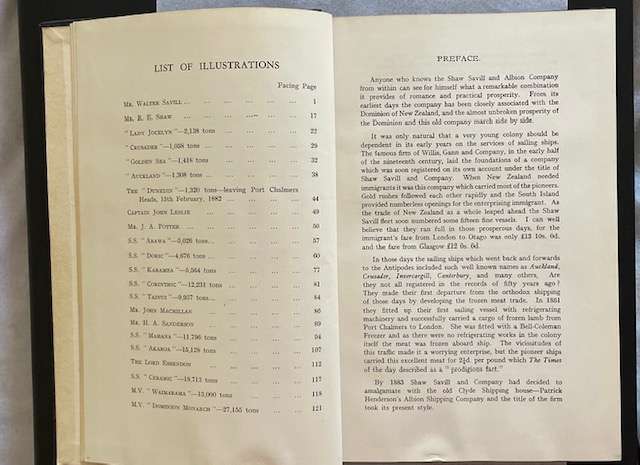 LIST OF ILLUSTRATIONS
Facing Page
Mr. Walter Savill ... ... ... ... ... ... 1
Mr. R. E. Shaw ... ... ... ... ... ... 17
"Lady Jocelyn"—2,138 tons ... ... ... ... 22
"Crusader"—1,058 tons ... ... ... ... 29
"Golden Sea"—1,418 tons ... ... ... ... 32
"Auckland"—1,308 tons ... ... ... ... 38
The "Dunedin"—1,320 tons—leaving Port Chalmers
Heads, 15th February, 1882 ... ... ... ... 44
Captain John Leslie ... ... ... ... ... 49
Mr. J. A. Potter ... ... ... ... ... 50
S.S. "Arawa"—5,026 tons ... ... ... ... 57
S.S. "Doric"—4,676 tons ... ... ... ... 60
S.S. "Karamea"—5,564 tons ... ... ... ... 77
S.S. "Corinthic"—12,231 tons ... ... ... 81
S.S. "Tainui"—9,957 tons ... ... ... ... 84
Mr. John Macmillan ... ... ... ... ... 86
Mr. H. A. Sanderson ... ... ... ... ... 89
S.S. "Mahana"—11,796 tons ... ... ... ... 94
S.S. "Akaroa"—15,128 tons ... ... ... ... 107
The Lord Essendon ... ... ... ... ... 112
S.S. "Ceramic"—18,713 tons ... ... ... ... 117
M.V. "Waimarama"—13,000 tons ... ... ... 118
M.V. "Dominion Monarch"—27,155 tons ... ... 121
PREFACE.
Anyone who knows the Shaw Savill and Albion Company
from within can see for himself what a remarkable combination
it provides of romance and practical prosperity. From its
earliest days the company has been closely associated with the
Dominion of New Zealand, and the almost unbroken prosperity of
the Dominion and this old company march side by side.
It was only natural that a very young colony should be
dependent in its early years on the services of sailing ships.
The famous firm of Willis, Gann and Company, in the early half
of the nineteenth century, laid the foundations of a company
which was soon registered on its own account under the title of
Shaw Savill and Company. When New Zealand needed
immigrants it was this company which carried most of the pioneers.
Gold rushes followed each other rapidly and the South Island
provided numberless openings for the enterprising immigrant. As
the trade of New Zealand as a whole leaped ahead the Shaw
Savill fleet soon numbered some fifteen fine vessels. I can well
believe that they ran full in those prosperous days, for the
immigrant's fare from London to Otago was only £13 10s. 0d.
and the fare from Glasgow £12 0s. 0d.
In those days the sailing ships which went back and forwards
to the Antipodes included such well known names as Auckland,
Crusader, Invercargill, Canterbury, and many others. Are
they not all registered in the records of fifty years ago?
They made their first departure from the orthodox shipping
of those days by developing the frozen meat trade. In 1881
they fitted up their first sailing vessel with refrigerating
machinery and successfully carried a cargo of frozen lamb from
Port Chalmers to London. She was fitted with a Bell-Coleman
Freezer and as there were no refrigerating works in the colony
itself the meat was frozen aboard ship. The vicissitudes of
this traffic made it a worrying enterprise, but the pioneer ships
carried this excellent meat for 2½d. per pound which The Times
of the day described as a "prodigious fact."
By 1883 Shaw Savill and Company had decided to
amalgamate with the old Clyde Shipping house—Patrick
Henderson's Albion Shipping Company and the title of the firm
took its present style.